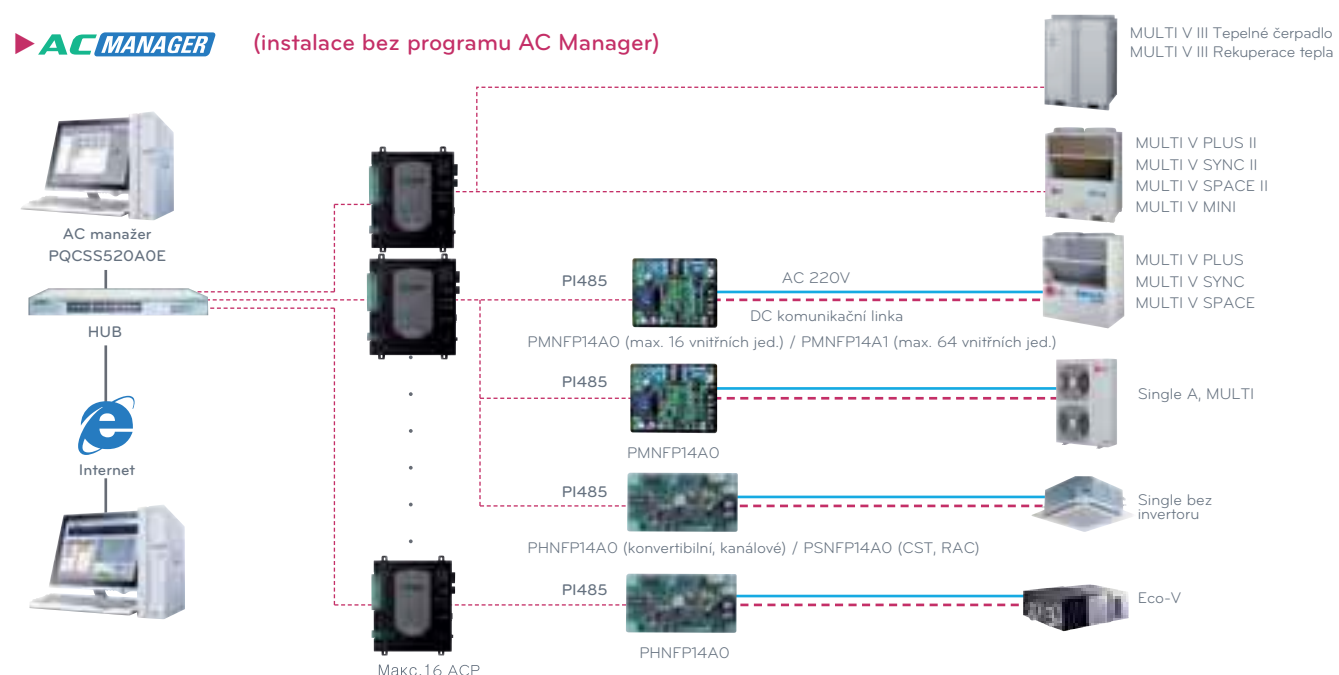 AC MANAGER (instalace bez programu AC Manager)
MULTI V III Tepelné čerpadlo
MULTI V III Rekuperace tepla
MULTI V PLUS II
MULTI V SYNC II
MULTI V SPACE II
MULTI V MINI
AC manažer
PQCSS520A0E
HUB
Internet
PI485
AC 220V
DC komunikační linka
MULTI V PLUS
MULTI V SYNC
MULTI V SPACE
PMNFP14A0 (max. 16 vnitřních jed.) / PMNFP14A1 (max. 64 vnitřních jed.)
PI485
Single A, MULTI
PMNFP14A0
PI485
Single bez
invertoru
PHNFP14A0 (konvertibilní, kanálové) / PSNFP14A0 (CST, RAC)
PI485
Eco-V
PHNFP14A0
Макс.16 ACP